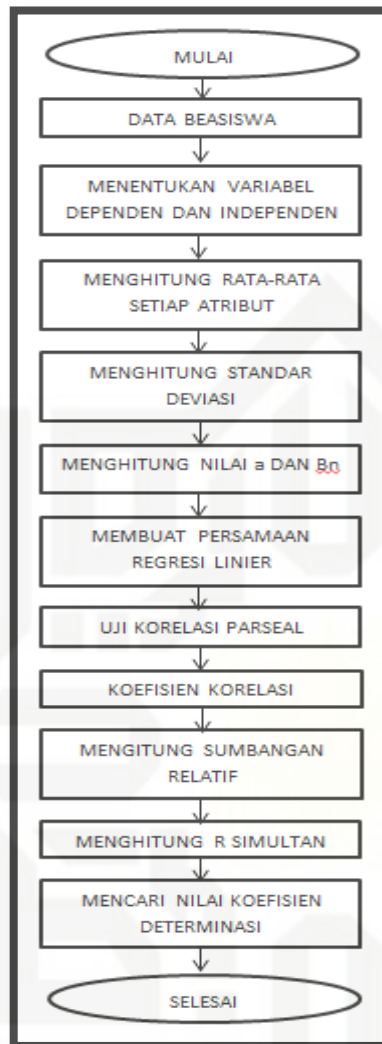 MULAI
DATA BEASISWA
MENENTUKAN VARIABEL
DEPENDEN DAN INDEPENDEN
MENGHITUNG RATA-RATA
SETIAP ATRIBUT
MENGHITUNG STANDAR
DEVIASI
MENGHITUNG NILAI a DAN Bn
MEMBUAT PERSAMAAN
REGRESI LINIER
UJI KORELASI PARSEAL
KOEFISIEN KORELASI
MENGITUNG SUMBANGAN
RELATIF
MENGHITUNG R SIMULTAN
MENCARI NILAI KOEFISIEN
DETERMINASI
SELESAI